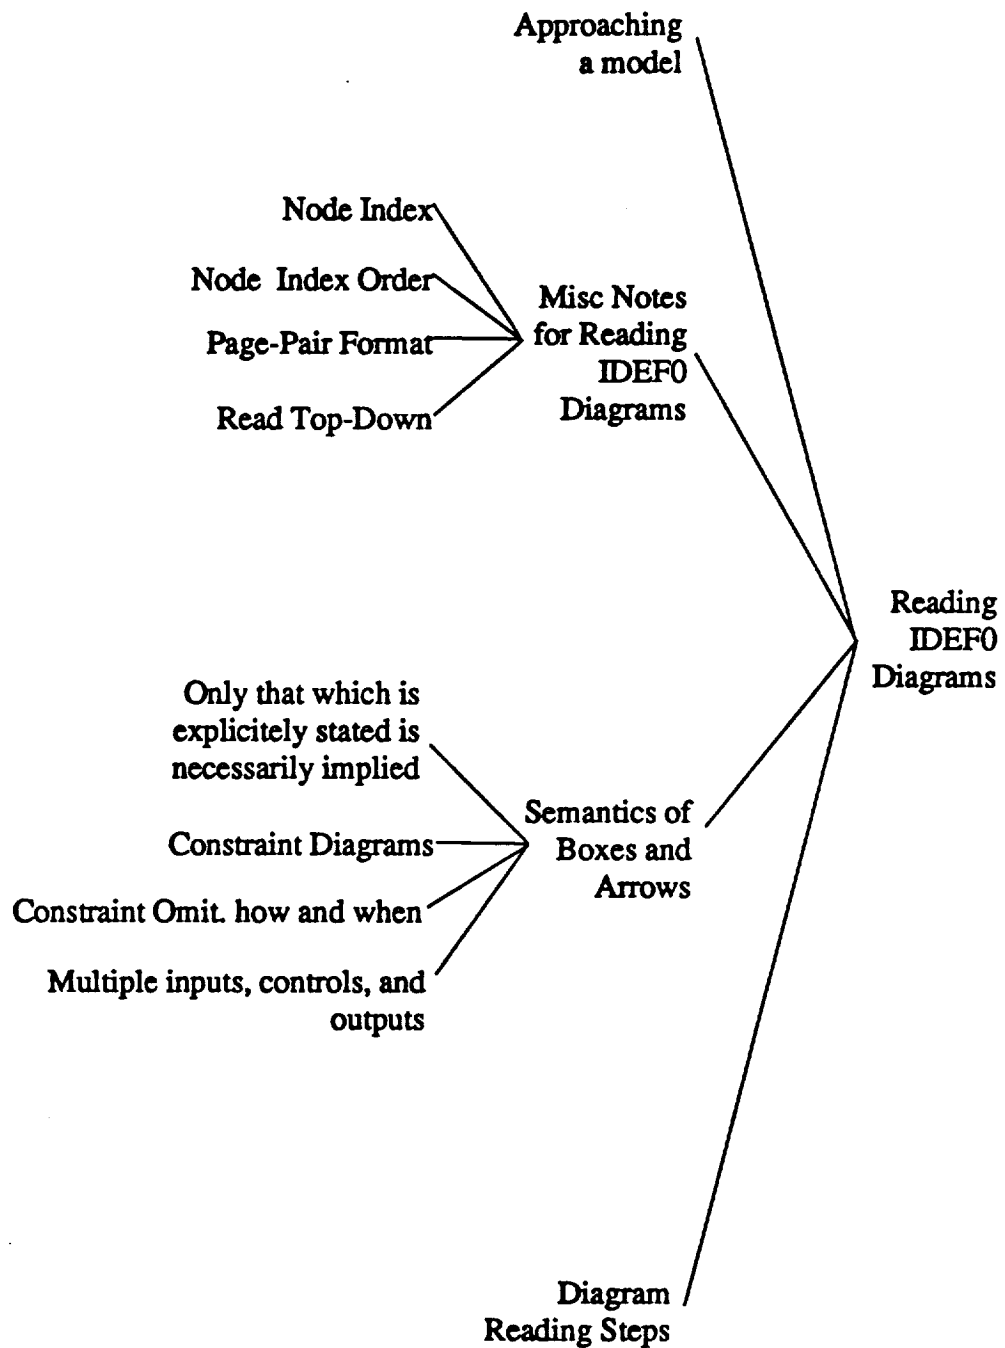 Approaching
a model
Node Index
Node Index Order
Page-Pair Format
Read Top-Down
Misc Notes
for Reading
IDEF0
Diagrams
Reading
IDEF0
Diagrams
Only that which is
explicitely stated is
necessarily implied
Constraint Diagrams
Constraint Omit. how and when
Multiple inputs, controls, and
outputs
Semantics of
Boxes and
Arrows
Diagram
Reading Steps